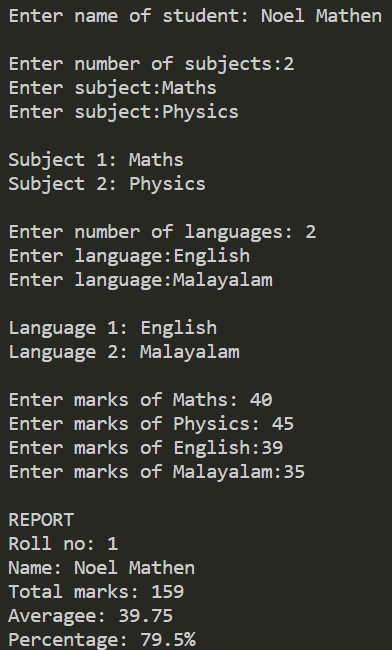 Enter name of student: Noel Mathen
Enter number of subjects:2
Enter subject:Maths
Enter subject:Physics
Subject 1: Maths
Subject 2: Physics
Enter number of languages: 2
Enter language:English
Enter language:Malayalam
Language 1: English
Language 2: Malayalam
Enter marks of Maths: 40
Enter marks of Physics: 45
Enter marks of English:39
Enter marks of Malayalam:35
REPORT
Roll no: 1
Name: Noel Mathen
Total marks: 159
Averagee: 39.75
Percentage: 79.5%